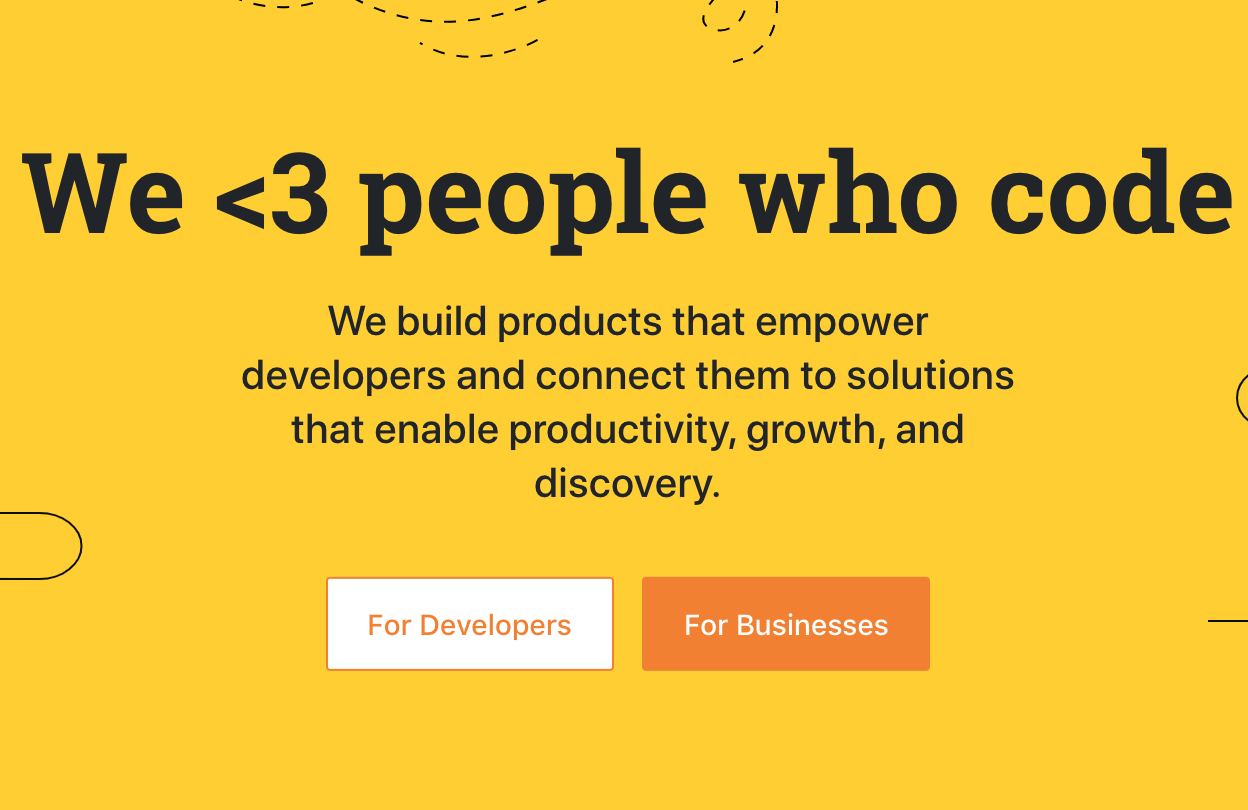 We <3 people who code
We build products that empower
developers and connect them to solutions
that enable productivity, growth, and
discovery.
For Developers
For Businesses